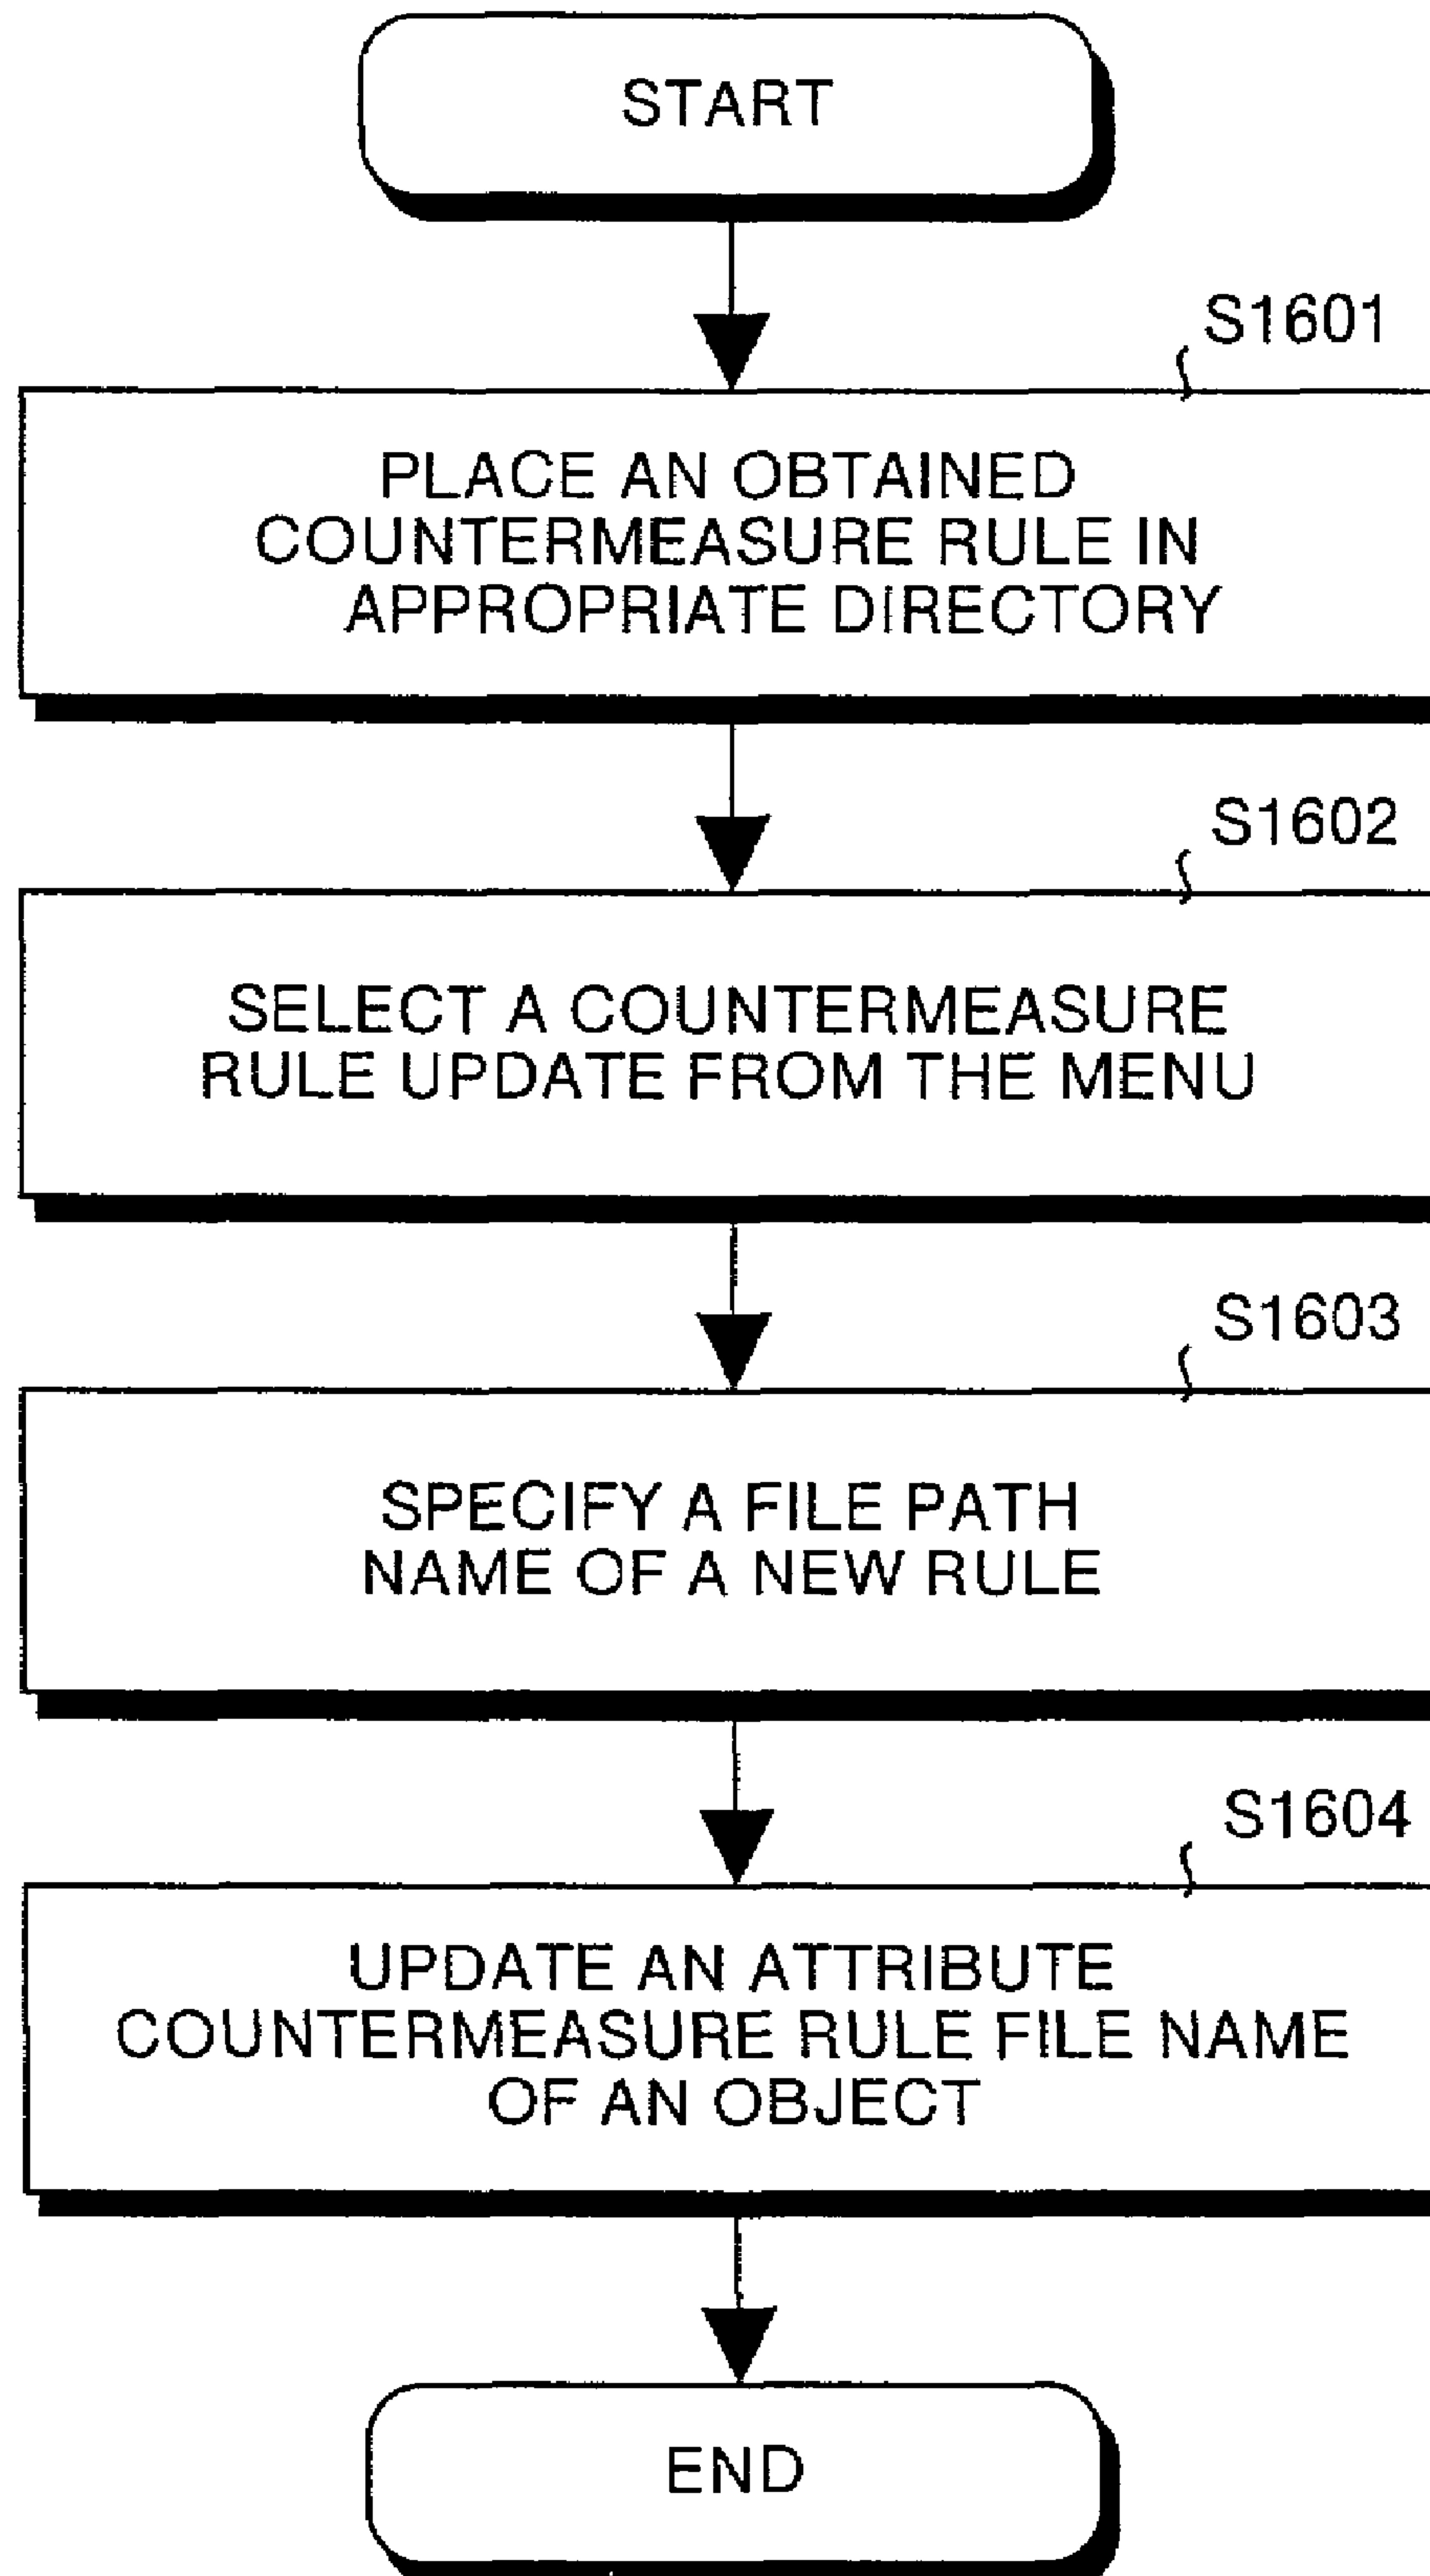 START
S1601
PLACE AN OBTAINED
COUNTERMEASURE RULE IN
APPROPRIATE DIRECTORY
S1602
SELECT A COUNTERMEASURE
RULE UPDATE FROM THE MENU
S1603
SPECIFY A FILE PATH
NAME OF A NEW RULE
S1604
UPDATE AN ATTRIBUTE
COUNTERMEASURE RULE FILE NAME
OF AN OBJECT
END